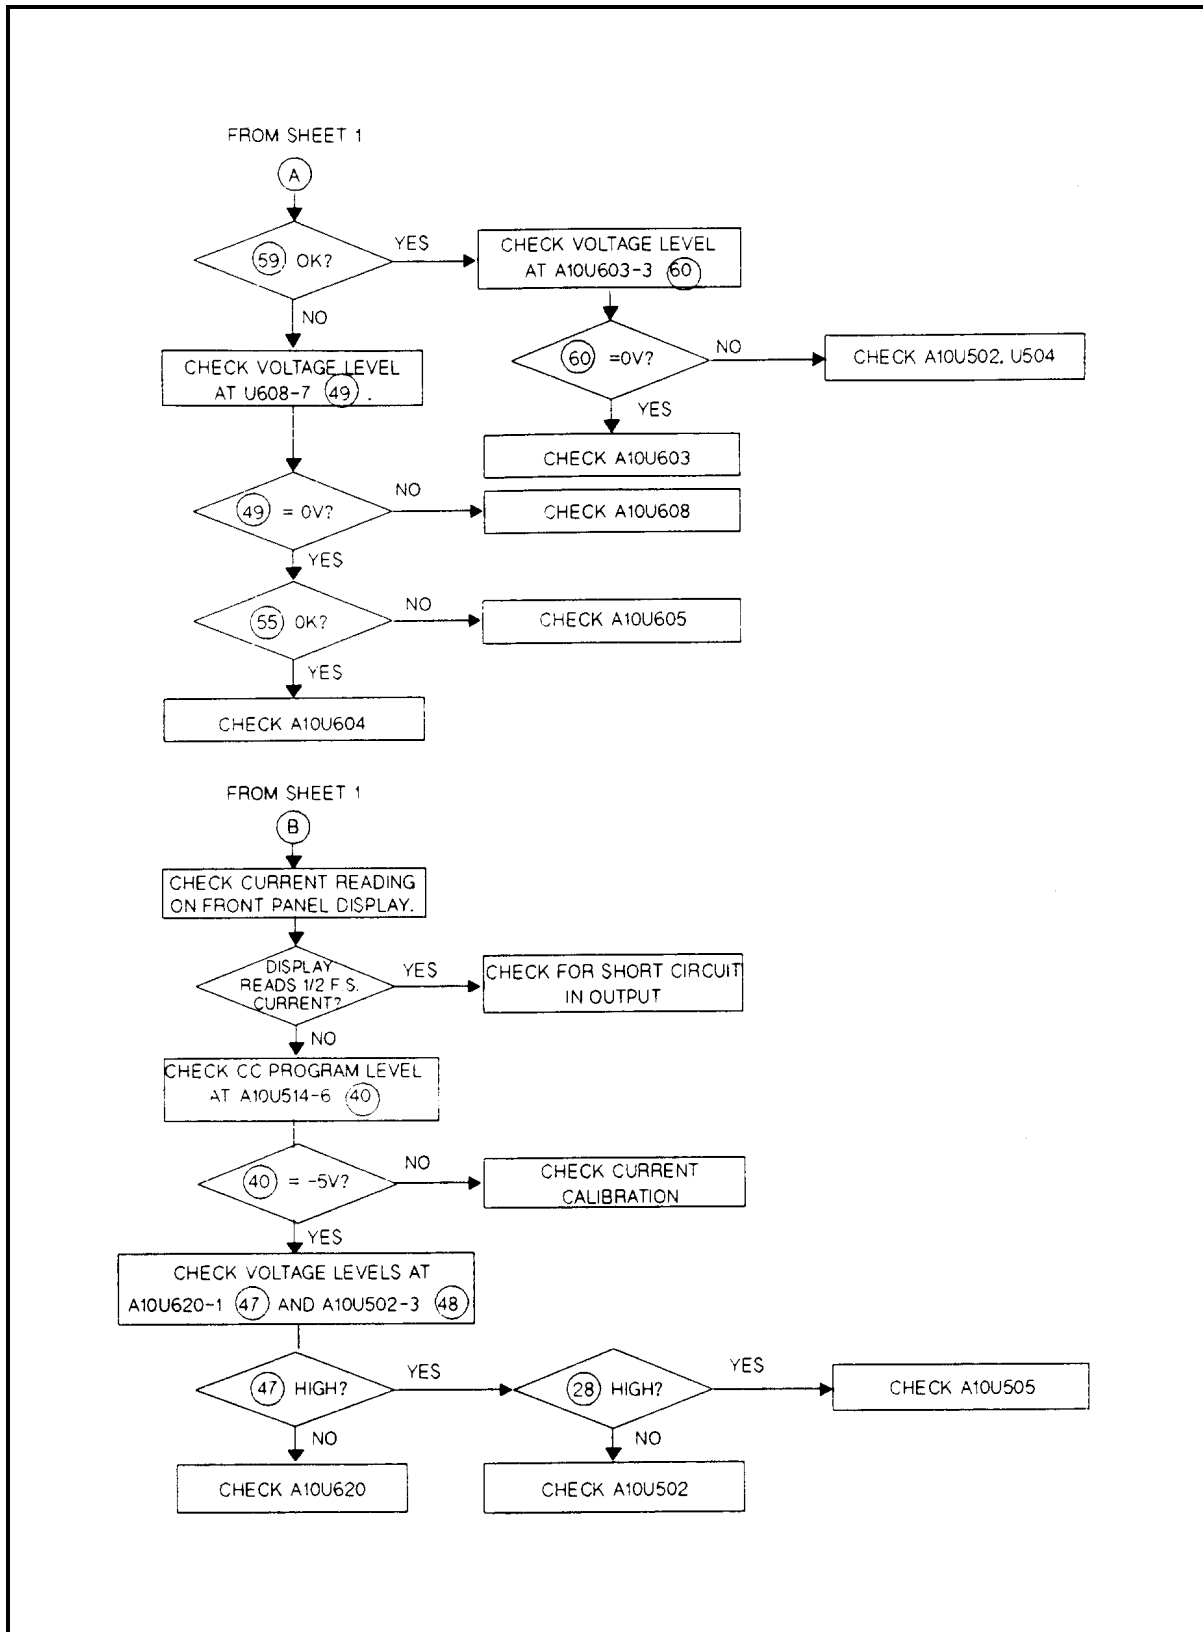 FROM SHEET 1
A
59 OK?
YES
CHECK VOLTAGE LEVEL
AT A10U603-3 60
NO
60 =0V?
NO
CHECK A10U502. U504
YES
CHECK A10U603
CHECK VOLTAGE LEVEL
AT U608-7 49 .
49 = 0V?
NO
CHECK A10U608
YES
55 OK?
NO
CHECK A10U605
YES
CHECK A10U604
FROM SHEET 1
B
CHECK CURRENT READING
ON FRONT PANEL DISPLAY.
DISPLAY
READS 1/2 F.S.
CURRENT?
YES
CHECK FOR SHORT CIRCUIT
IN OUTPUT
NO
CHECK CC PROGRAM LEVEL
AT A10U514-6 40
40 = -5V?
NO
CHECK CURRENT
CALIBRATION
YES
CHECK VOLTAGE LEVELS AT
A10U620-1 47 AND A10U502-3 48
47 HIGH?
YES
28 HIGH?
YES
CHECK A10U505
NO
CHECK A10U620
NO
CHECK A10U502